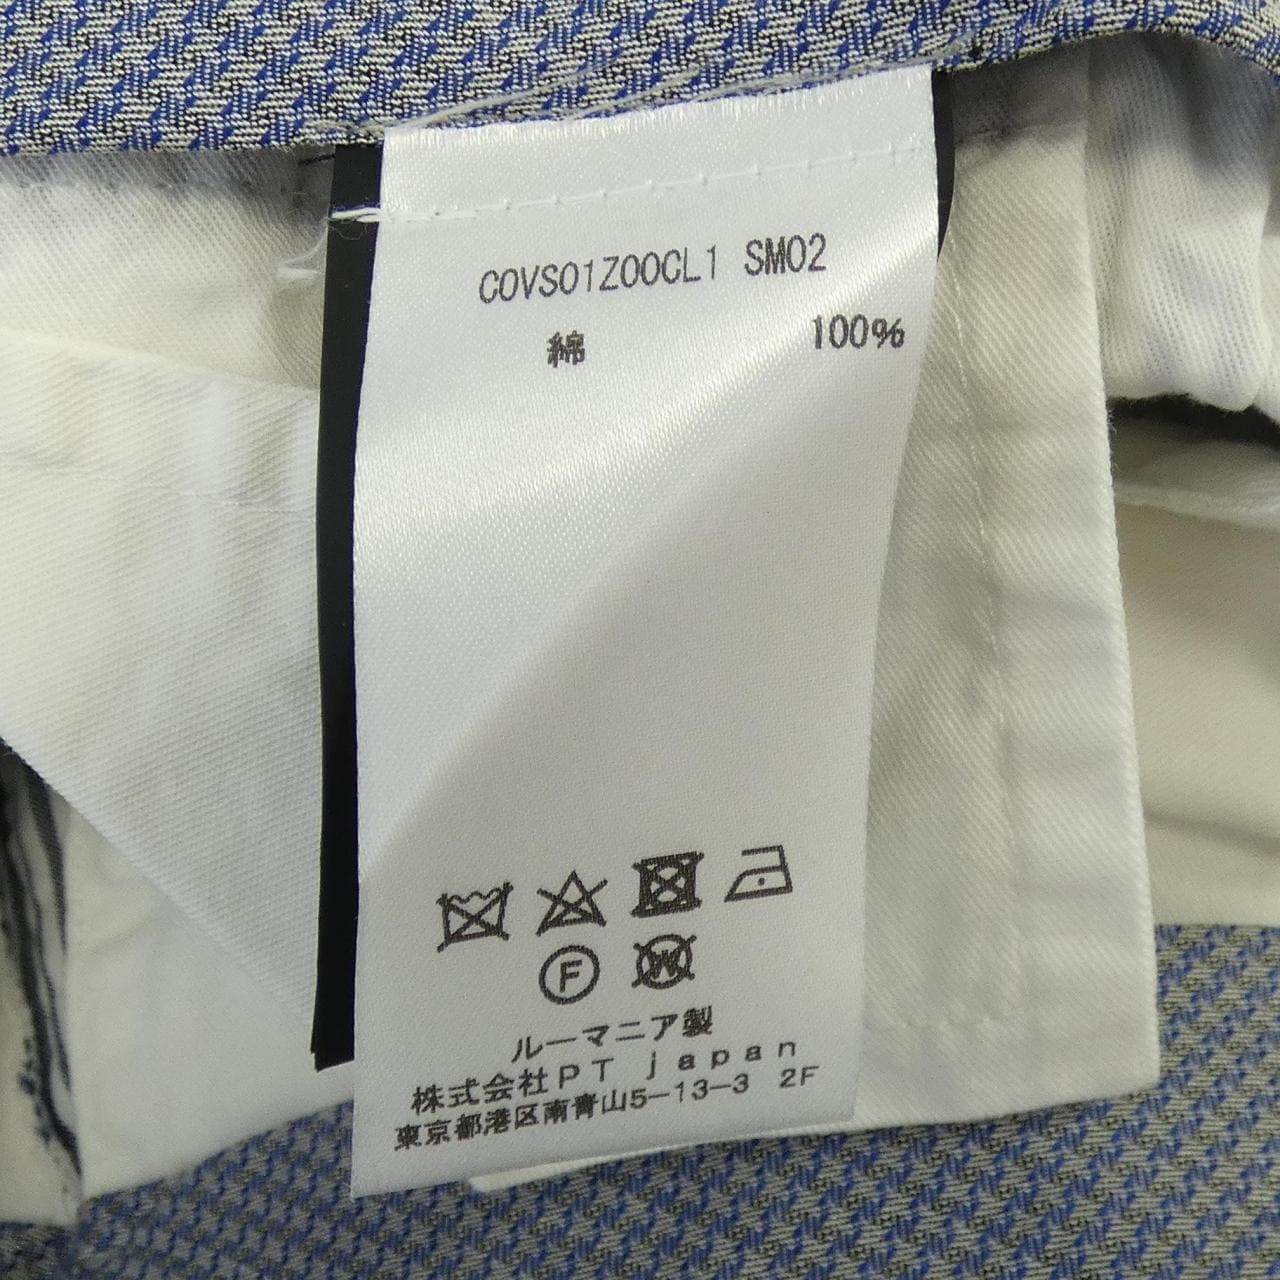 COVS01Z00CL1 SM02
綿 100%
F W
ルーマニア製
株式会社PT japan
東京都港区南青山5-13-3 2F